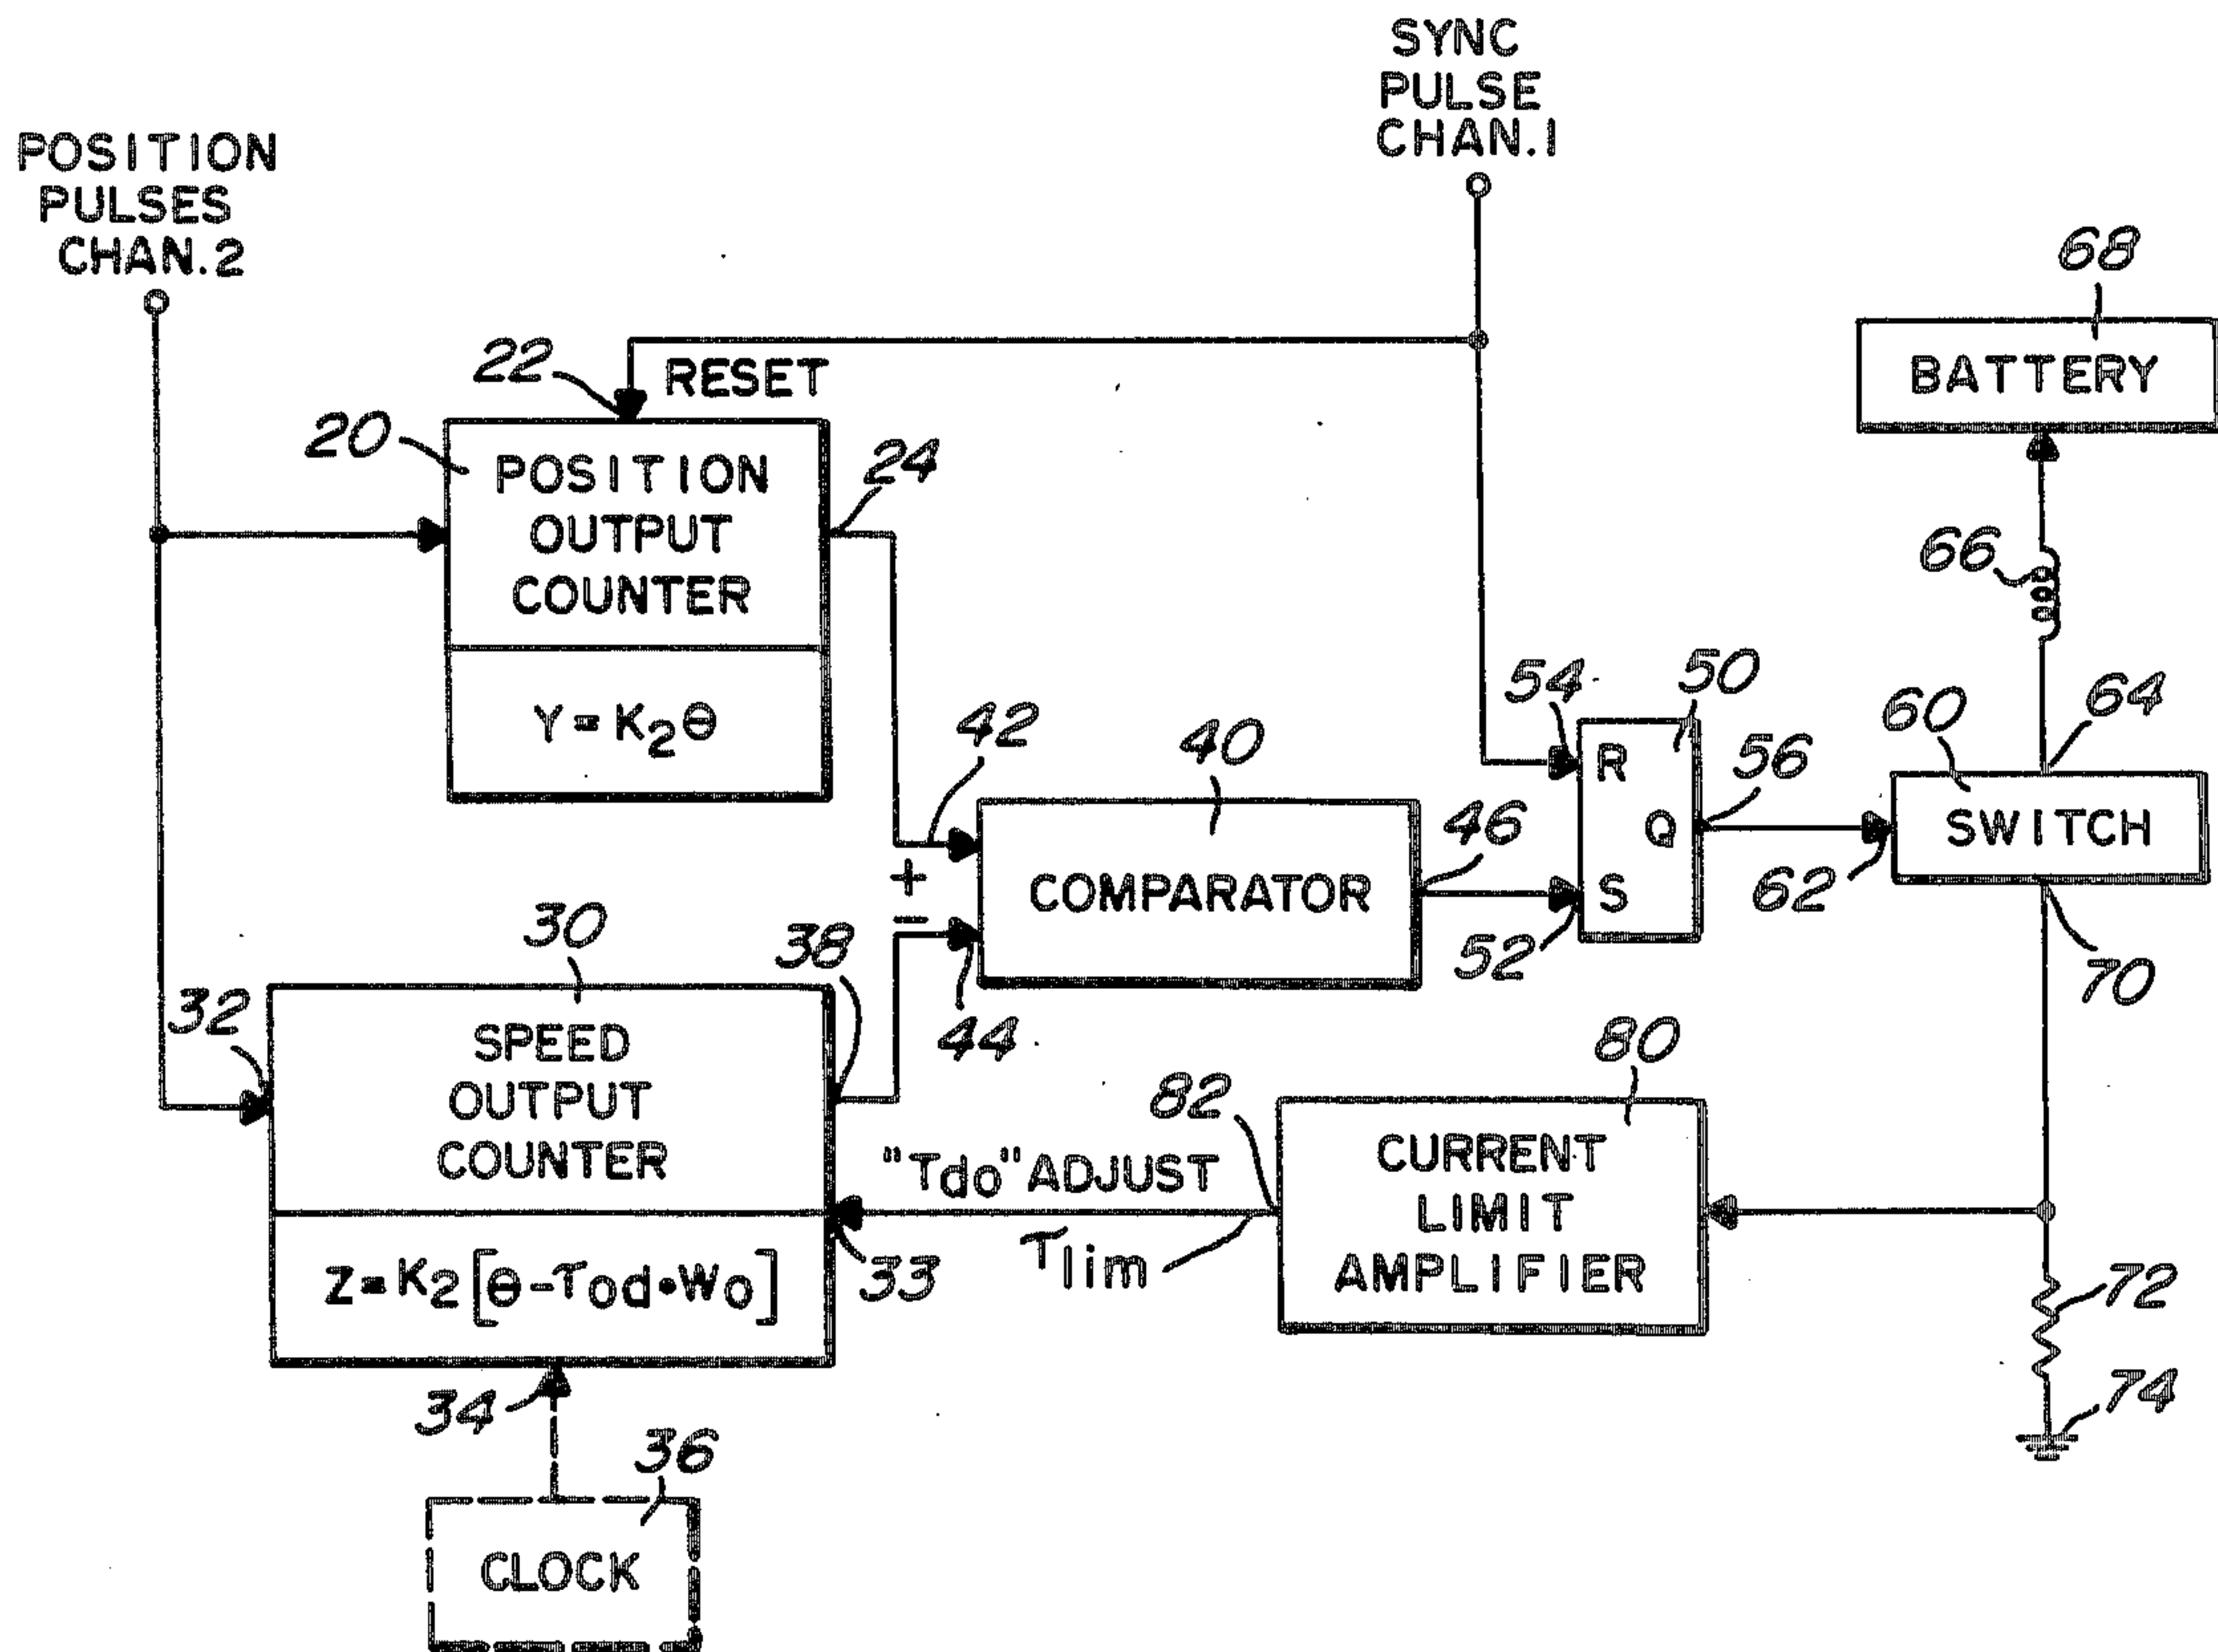 SYNC
PULSE
CHAN.1
POSITION
PULSES
CHAN.2
68
BATTERY
22
RESET
20
24
POSITION
OUTPUT
COUNTER
66
Y=K2θ
54
50
64
60
42
40
R
56
Q
SWITCH
46
+
COMPARATOR
S
62
–
30
38
52
70
32
44
SPEED
OUTPUT
COUNTER
80
82
CURRENT
LIMIT
AMPLIFIER
"Tdo" ADJUST
Tlim
33
Z=K2[θ-τod•Wo]
72
34
74
36
CLOCK